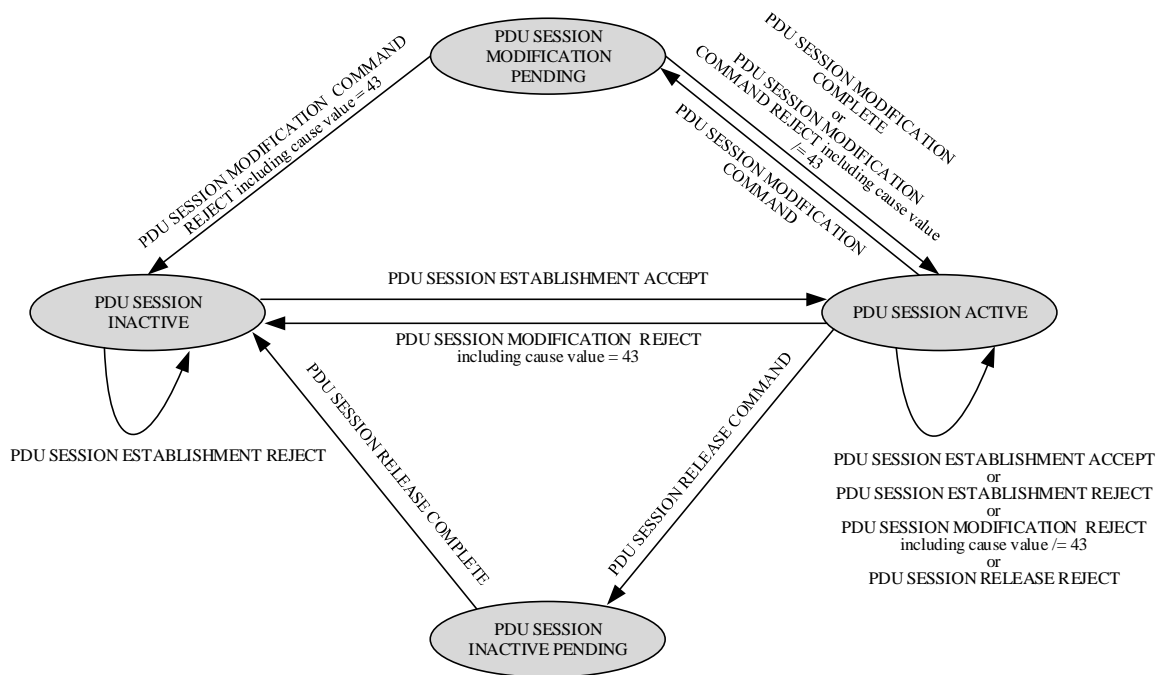 PDU SESSION
MODIFICATION
PENDING
PDU SESSION MODIFICATION COMMAND
REJECT including cause value = 43
PDU SESSION MODIFICATION
COMPLETE
or
PDU SESSION MODIFICATION
COMMAND REJECT including cause value
/= 43
PDU SESSION MODIFICATION
COMMAND
PDU SESSION
INACTIVE
PDU SESSION ESTABLISHMENT ACCEPT
PDU SESSION MODIFICATION REJECT
including cause value = 43
PDU SESSION ACTIVE
PDU SESSION ESTABLISHMENT REJECT
PDU SESSION RELEASE COMPLETE
PDU SESSION RELEASE COMMAND
PDU SESSION ESTABLISHMENT ACCEPT
or
PDU SESSION ESTABLISHMENT REJECT
or
PDU SESSION MODIFICATION REJECT
including cause value /= 43
or
PDU SESSION RELEASE REJECT
PDU SESSION
INACTIVE PENDING